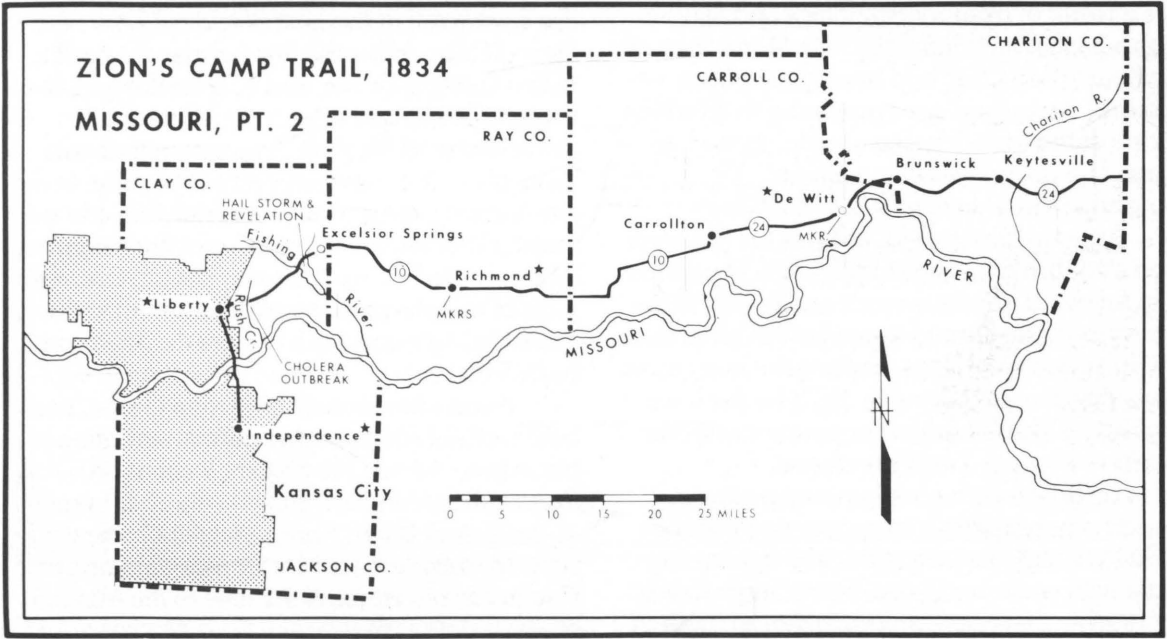 ZION'S CAMP TRAIL, 1834
MISSOURI, PT. 2
CHARITON CO.
CARROLL CO.
RAY CO.
CLAY CO.
Chariton R.
Brunswick
Keytesville
24
★De Witt
MKR
HAIL STORM &
REVELATION
Excelsior Springs
Fishing
River
Carrollton
24
10
10
Richmond★
MKRS
RIVER
MISSOURI
★Liberty
Rush Cr.
CHOLERA
OUTBREAK
N
Independence★
Kansas City
0 5 10 15 20 25 MILES
JACKSON CO.